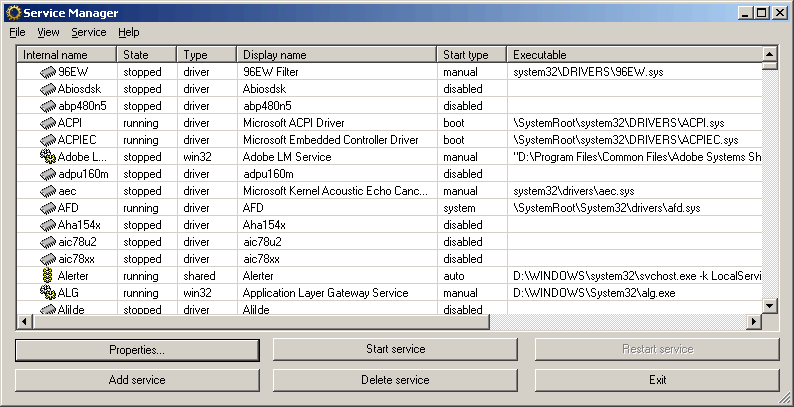 Service Manager
File View Service Help
Internal name State Type Display name Start type Executable
96EW stopped driver 96EW Filter manual system32\DRIVERS\96EW.sys
Abiosdsk stopped driver Abiosdsk disabled
abp480n5 stopped driver abp480n5 disabled
ACPI running driver Microsoft ACPI Driver boot \SystemRoot\system32\DRIVERS\ACPI.sys
ACPIEC running driver Microsoft Embedded Controller Driver boot \SystemRoot\system32\DRIVERS\ACPIEC.sys
Adobe L... stopped win32 Adobe LM Service manual "D:\Program Files\Common Files\Adobe Systems Sh
adpu160m stopped driver adpu160m disabled
aec stopped driver Microsoft Kernel Acoustic Echo Canc... manual system32\drivers\aec.sys
AFD running driver AFD system \SystemRoot\System32\drivers\afd.sys
Aha154x stopped driver Aha154x disabled
aic78u2 stopped driver aic78u2 disabled
aic78xx stopped driver aic78xx disabled
Alerter running shared Alerter auto D:\WINDOWS\system32\svchost.exe -k LocalServi
ALG running win32 Application Layer Gateway Service manual D:\WINDOWS\System32\alg.exe
AliIde stopped driver AliIde disabled
Properties... Start service Restart service
Add service Delete service Exit